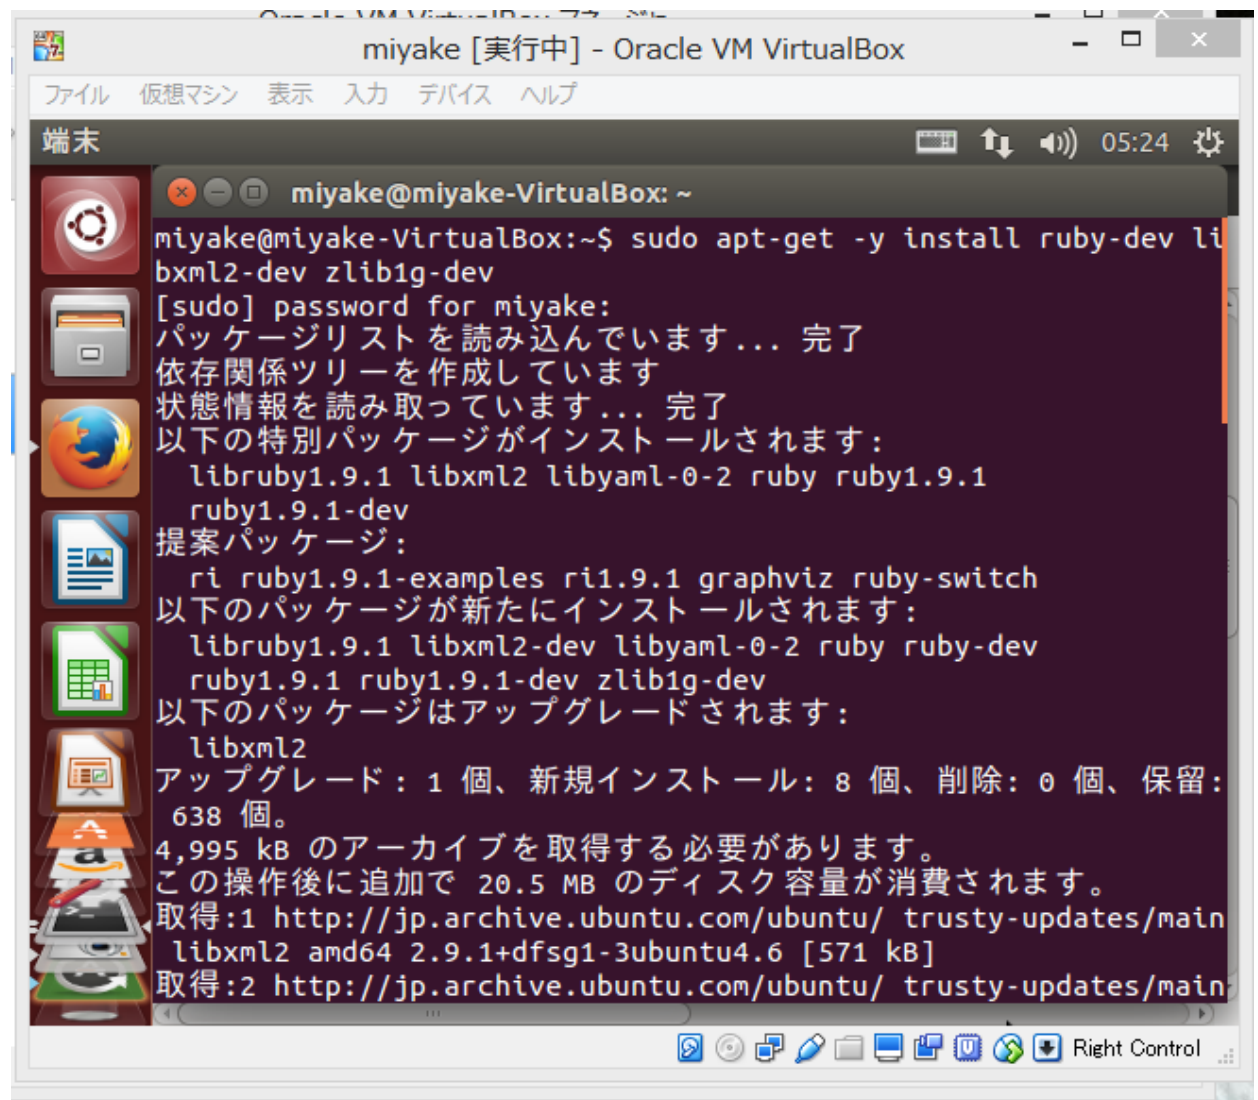 Oracle VM VirtualBox マネージャ
miyake [実行中] - Oracle VM VirtualBox
ファイル 仮想マシン 表示 入力 デバイス ヘルプ
端末 05:24
miyake@miyake-VirtualBox: ~
miyake@miyake-VirtualBox:~$ sudo apt-get -y install ruby-dev li
bxml2-dev zlib1g-dev
[sudo] password for miyake:
パッケージリストを読み込んでいます... 完了
依存関係ツリーを作成しています
状態情報を読み取っています... 完了
以下の特別パッケージがインストールされます:
libruby1.9.1 libxml2 libyaml-0-2 ruby ruby1.9.1
ruby1.9.1-dev
提案パッケージ:
ri ruby1.9.1-examples ri1.9.1 graphviz ruby-switch
以下のパッケージが新たにインストールされます:
libruby1.9.1 libxml2-dev libyaml-0-2 ruby ruby-dev
ruby1.9.1 ruby1.9.1-dev zlib1g-dev
以下のパッケージはアップグレードされます:
libxml2
アップグレード: 1 個、新規インストール: 8 個、削除: 0 個、保留:
638 個。
4,995 kB のアーカイブを取得する必要があります。
この操作後に追加で 20.5 MB のディスク容量が消費されます。
取得:1 http://jp.archive.ubuntu.com/ubuntu/ trusty-updates/main
libxml2 amd64 2.9.1+dfsg1-3ubuntu4.6 [571 kB]
取得:2 http://jp.archive.ubuntu.com/ubuntu/ trusty-updates/main
Right Control